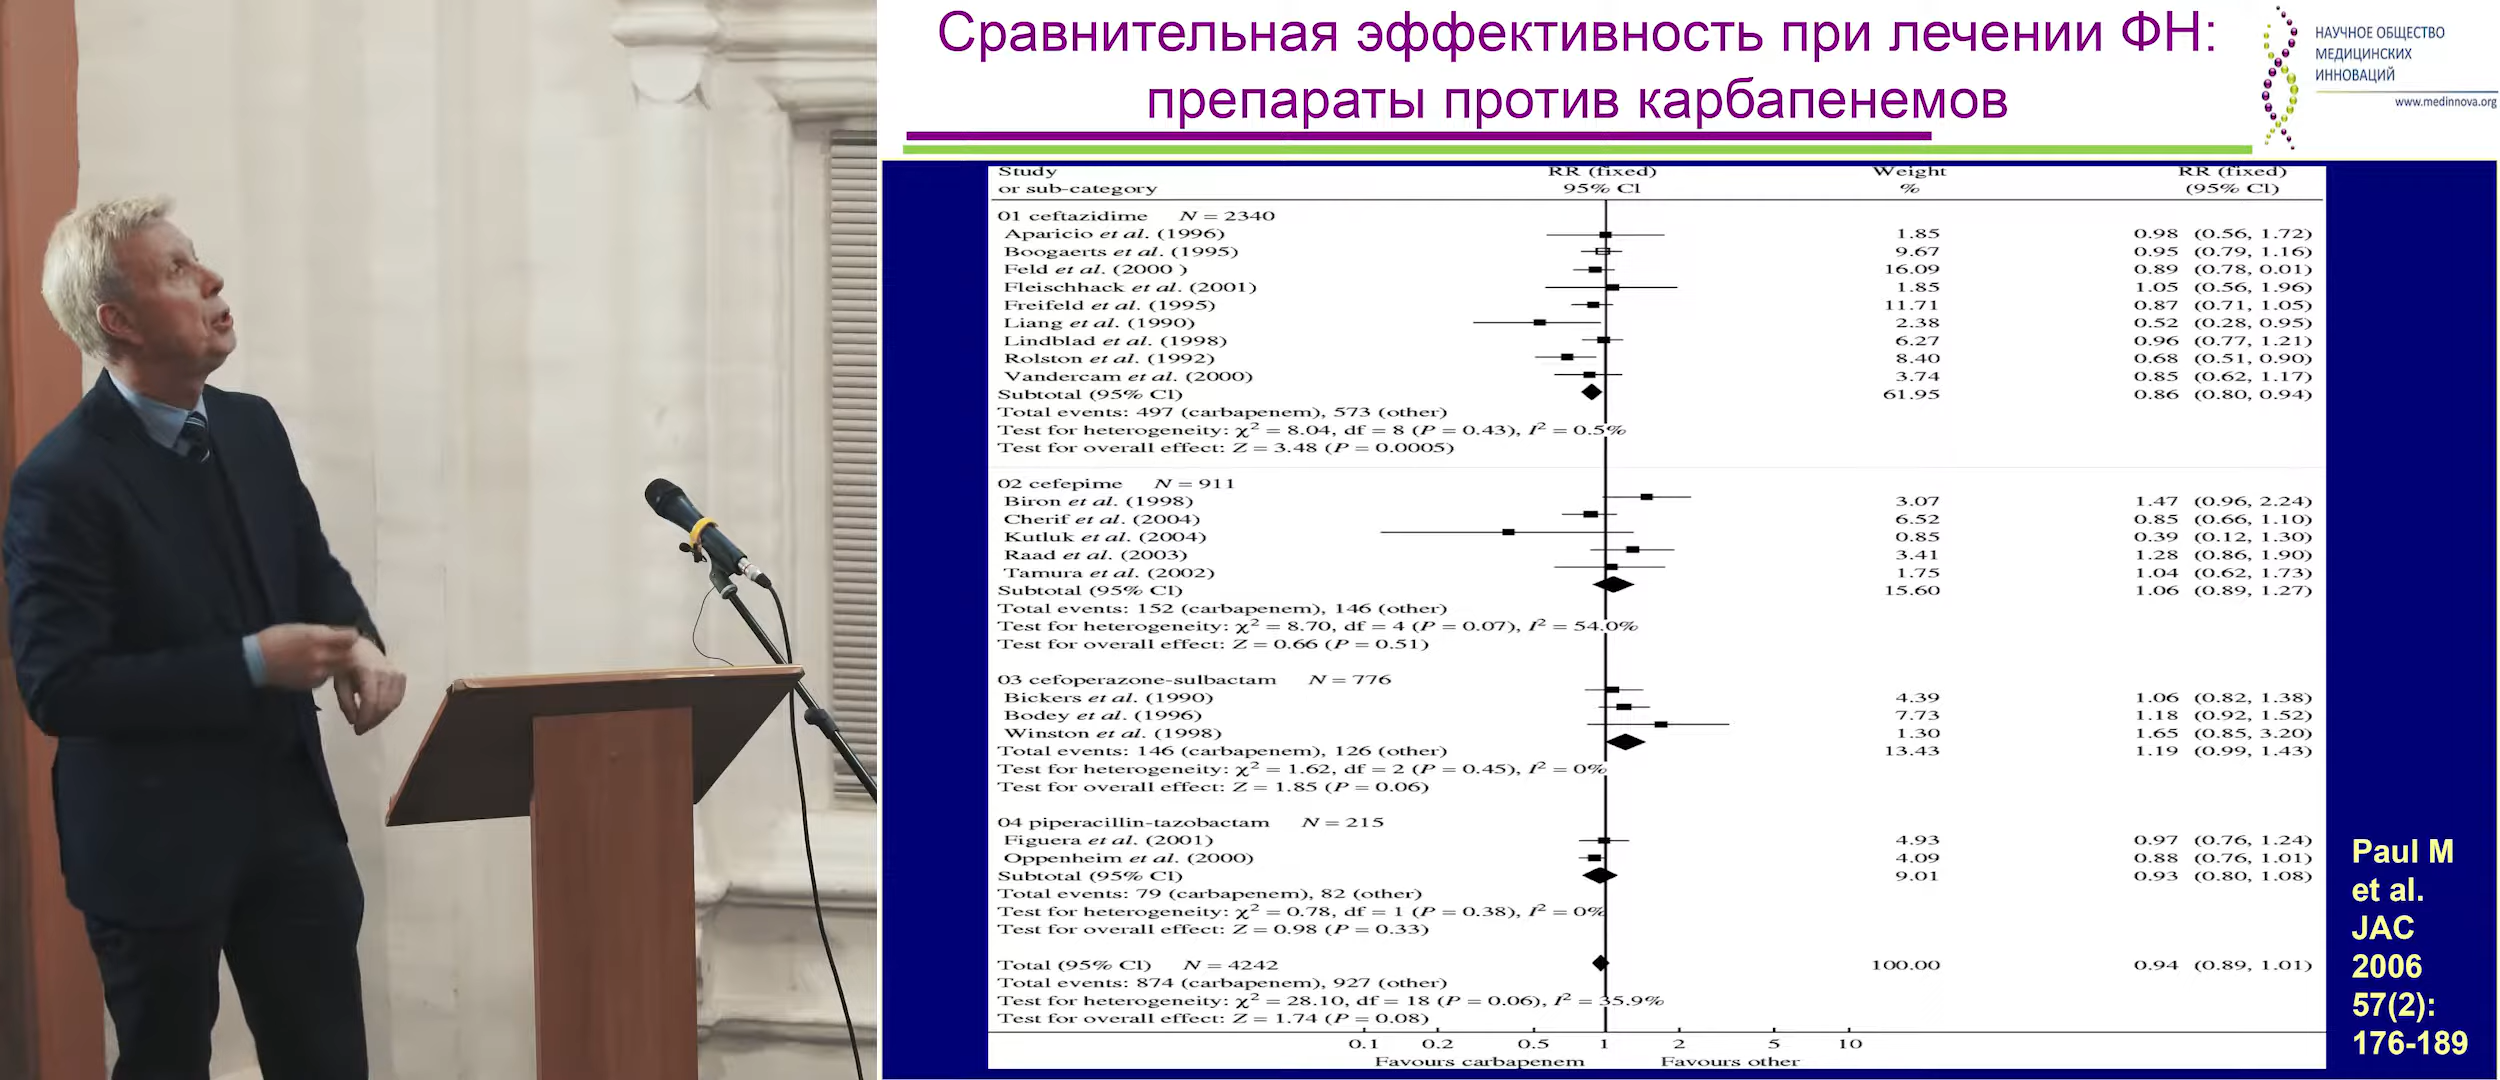 Сравнительная эффективность при лечении ФН:
препараты против карбапенемов
НАУЧНОЕ ОБЩЕСТВО
МЕДИЦИНСКИХ
ИННОВАЦИЙ
www.medinnova.org
Study RR (fixed) Weight RR (fixed)
or sub-category 95% CI % (95% CI)
01 ceftazidime N = 2340
Aparicio et al. (1996) 1.85 0.98 (0.56, 1.72)
Boogaerts et al. (1995) 9.67 0.95 (0.79, 1.16)
Feld et al. (2000 ) 16.09 0.89 (0.78, 0.01)
Fleischhack et al. (2001) 1.85 1.05 (0.56, 1.96)
Freifeld et al. (1995) 11.71 0.87 (0.71, 1.05)
Liang et al. (1990) 2.38 0.52 (0.28, 0.95)
Lindblad et al. (1998) 6.27 0.96 (0.77, 1.21)
Rolston et al. (1992) 8.40 0.68 (0.51, 0.90)
Vandercam et al. (2000) 3.74 0.85 (0.62, 1.17)
Subtotal (95% CI) 61.95 0.86 (0.80, 0.94)
Total events: 497 (carbapenem), 573 (other)
Test for heterogeneity: χ² = 8.04, df = 8 (P = 0.43), I² = 0.5%
Test for overall effect: Z = 3.48 (P = 0.0005)
02 cefepime N = 911
Biron et al. (1998) 3.07 1.47 (0.96, 2.24)
Cherif et al. (2004) 6.52 0.85 (0.66, 1.10)
Kutluk et al. (2004) 0.85 0.39 (0.12, 1.30)
Raad et al. (2003) 3.41 1.28 (0.86, 1.90)
Tamura et al. (2002) 1.75 1.04 (0.62, 1.73)
Subtotal (95% CI) 15.60 1.06 (0.89, 1.27)
Total events: 152 (carbapenem), 146 (other)
Test for heterogeneity: χ² = 8.70, df = 4 (P = 0.07), I² = 54.0%
Test for overall effect: Z = 0.66 (P = 0.51)
03 cefoperazone-sulbactam N = 776
Bickers et al. (1990) 4.39 1.06 (0.82, 1.38)
Bodey et al. (1996) 7.73 1.18 (0.92, 1.52)
Winston et al. (1998) 1.30 1.65 (0.85, 3.20)
Total events: 146 (carbapenem), 126 (other) 13.43 1.19 (0.99, 1.43)
Test for heterogeneity: χ² = 1.62, df = 2 (P = 0.45), I² = 0%
Test for overall effect: Z = 1.85 (P = 0.06)
04 piperacillin-tazobactam N = 215
Figuera et al. (2001) 4.93 0.97 (0.76, 1.24)
Oppenheim et al. (2000) 4.09 0.88 (0.76, 1.01)
Subtotal (95% CI) 9.01 0.93 (0.80, 1.08)
Total events: 79 (carbapenem), 82 (other)
Test for heterogeneity: χ² = 0.78, df = 1 (P = 0.38), I² = 0%
Test for overall effect: Z = 0.98 (P = 0.33)
Total (95% CI) N = 4242 100.00 0.94 (0.89, 1.01)
Total events: 874 (carbapenem), 927 (other)
Test for heterogeneity: χ² = 28.10, df = 18 (P = 0.06), I² = 35.9%
Test for overall effect: Z = 1.74 (P = 0.08)
0.1 0.2 0.5 1 2 5 10
Favours carbapenem Favours other
Paul M
et al.
JAC
2006
57(2):
176-189